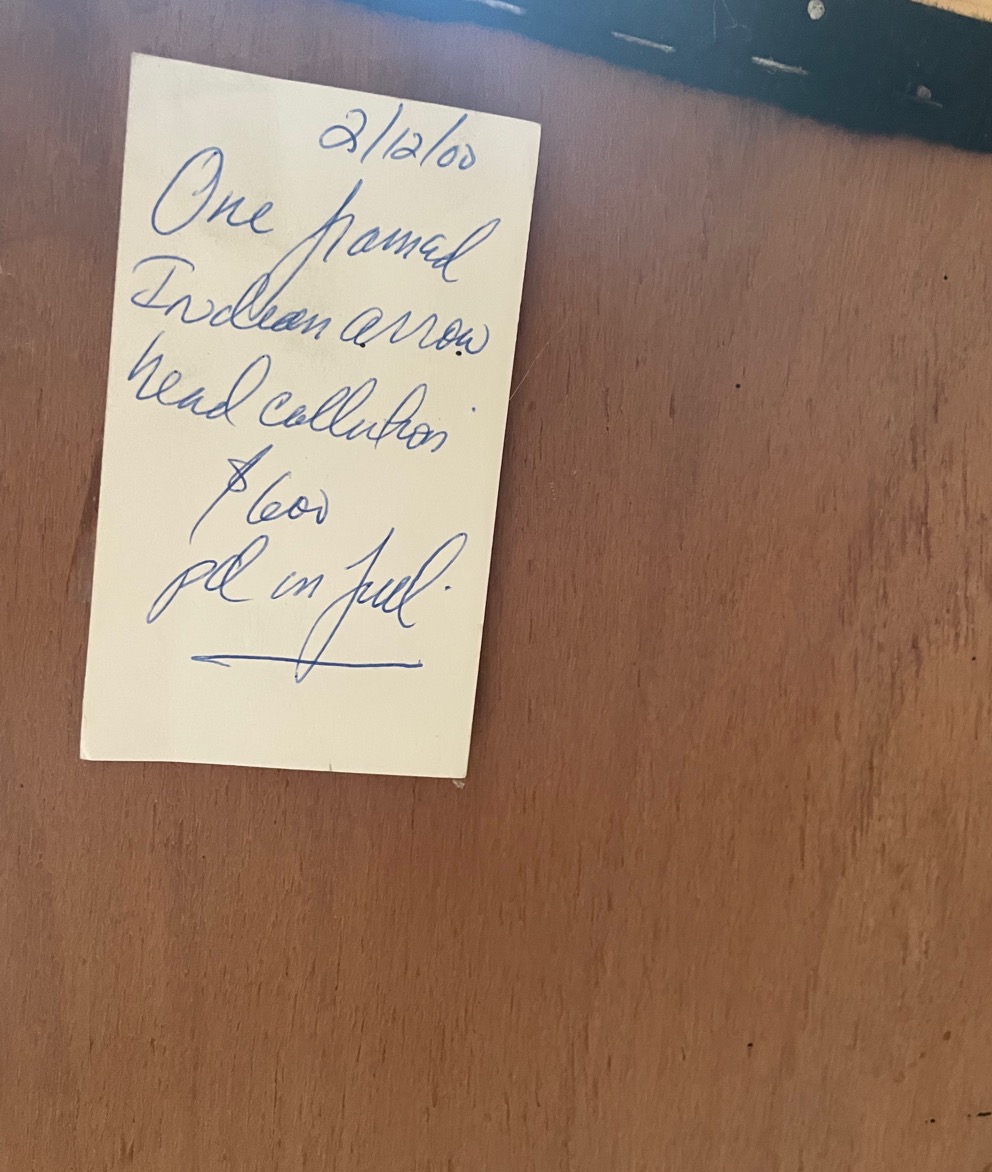 2/12/00
One framed
Indian arrow
head collection
$600
pd in full.